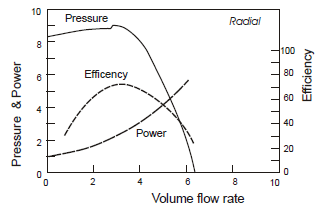 10
Pressure
Radial
8
100
6
Efficency
80
60
4
Power
40
2
20
0
0
0
2
4
6
8
10
Pressure & Power
Efficiency
Volume flow rate